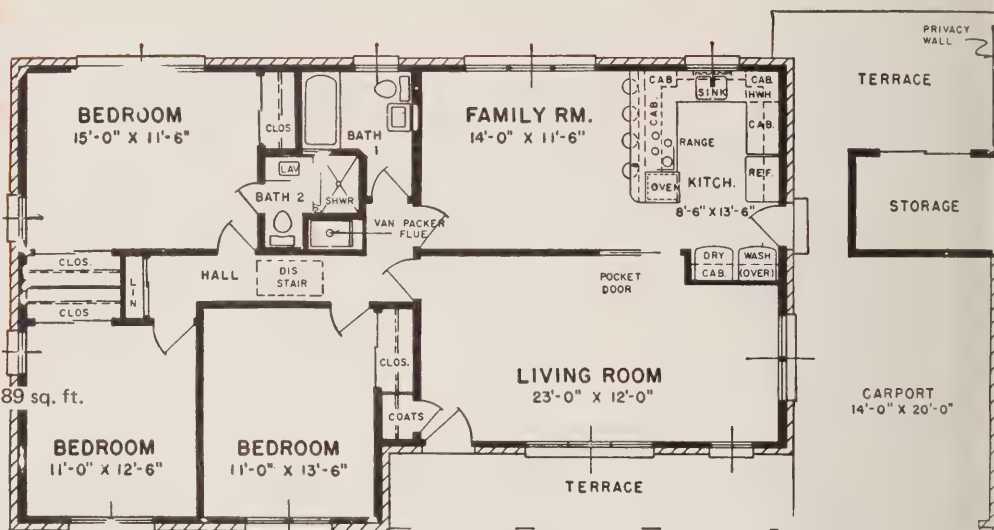 PRIVACY
WALL
TERRACE
BEDROOM
15'-0" X 11'-6"
CLOS
BATH
1
FAMILY RM.
14'-0" X 11'-6"
CAB
SINK
CAB.
HWH
CAB.
CAB.
RANGE
OVEN
REF.
KITCH.
8'-6" X 13'-6"
STORAGE
LAV
BATH 2
SHWR
VAN PACKER
FLUE
CLOS.
CLOS
LIN
HALL
DIS
STAIR
POCKET
DOOR
DRY
CAB.
WASH
(OVER)
CLOS.
COATS
LIVING ROOM
23'-0" X 12'-0"
CARPORT
14'-0" X 20'-0"
89 sq. ft.
BEDROOM
11'-0" X 12'-6"
BEDROOM
11'-0" X 13'-6"
TERRACE